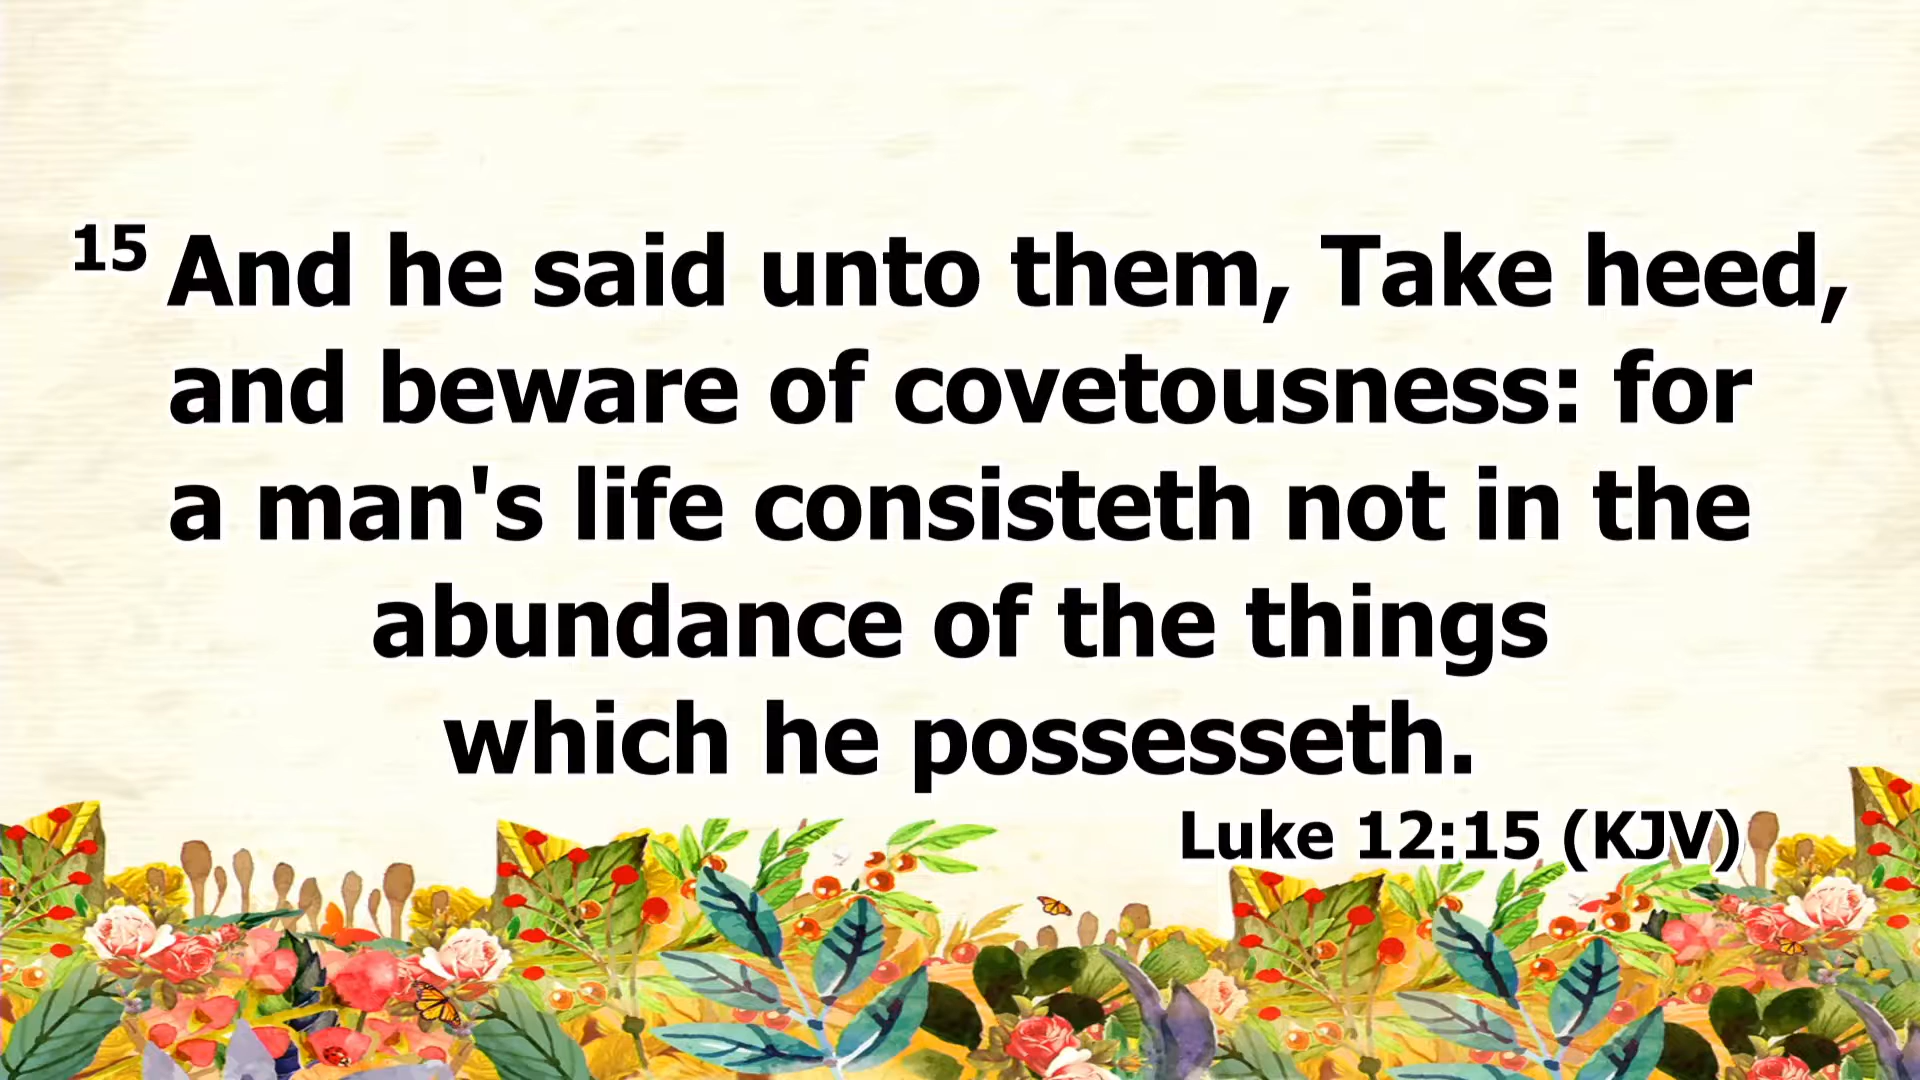 15 And he said unto them, Take heed,
and beware of covetousness: for
a man's life consisteth not in the
abundance of the things
which he possesseth.
Luke 12:15 (KJV)